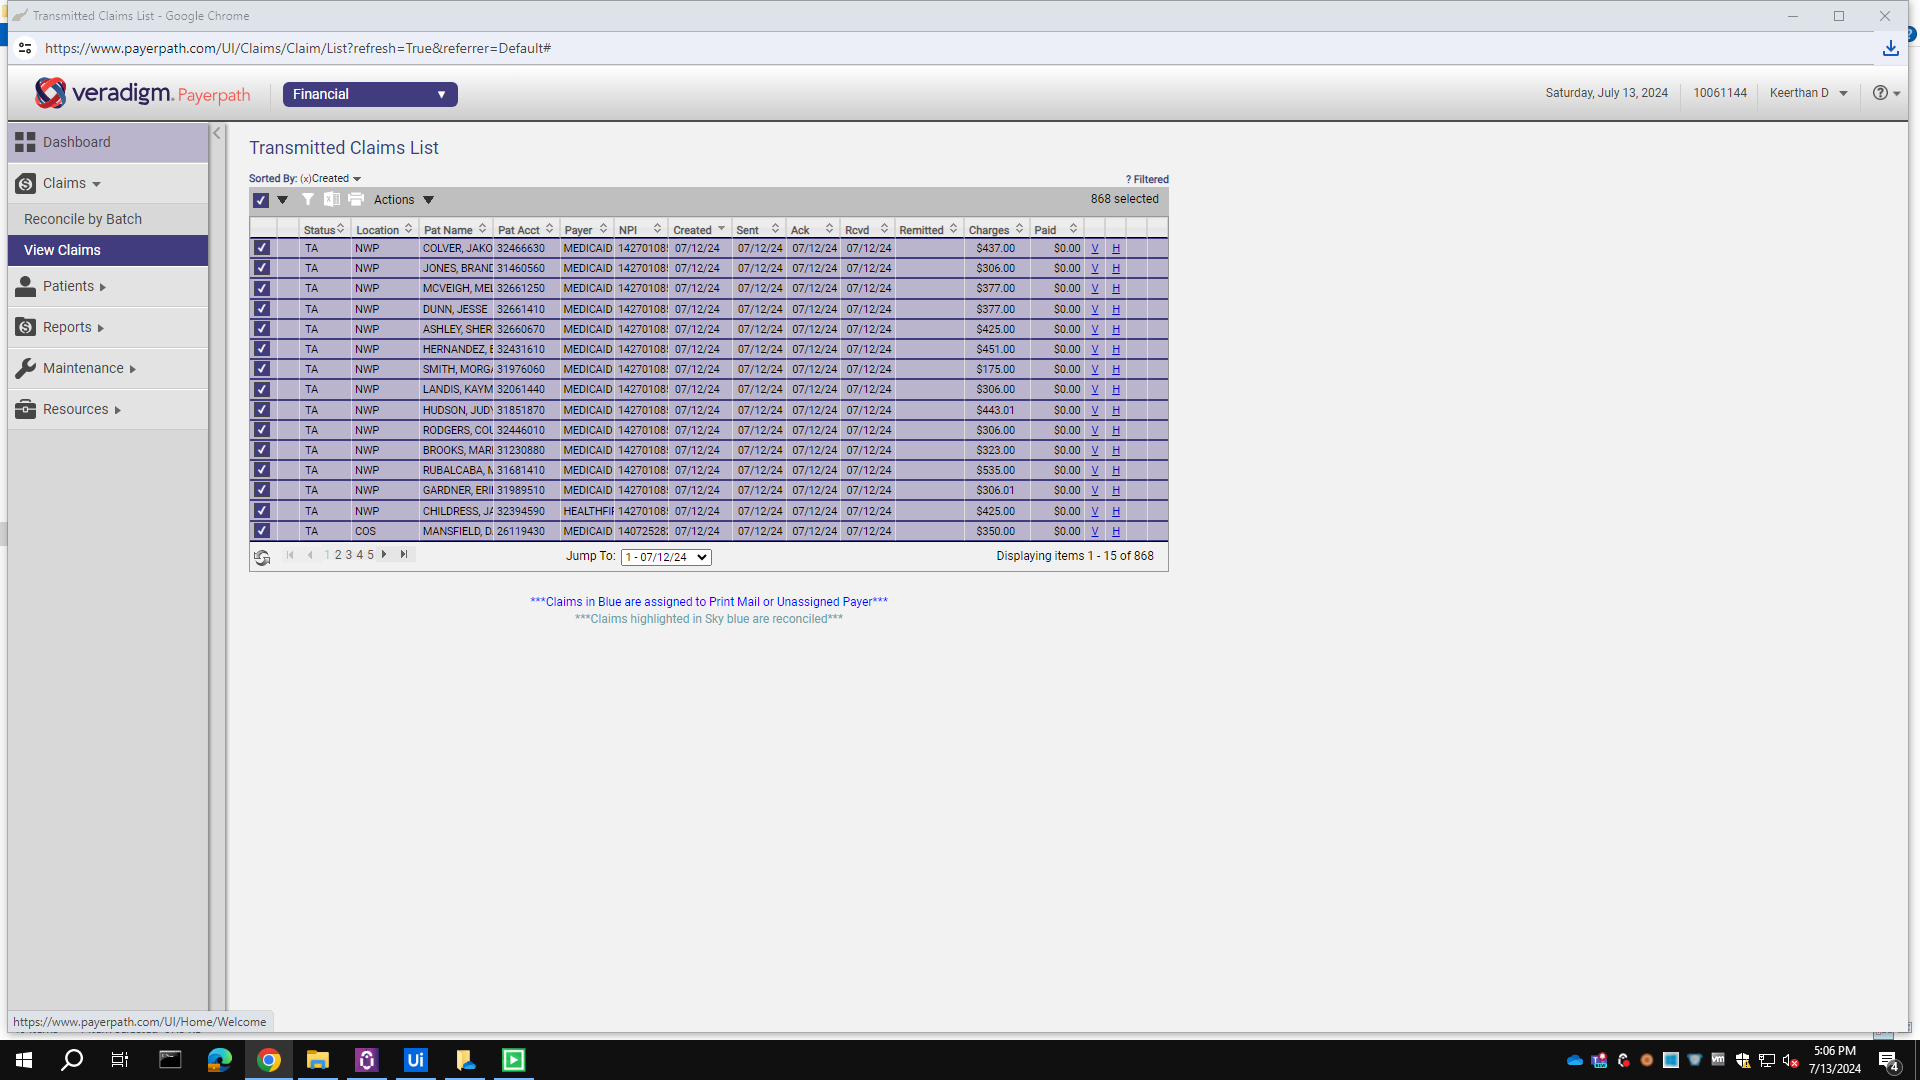 Transmitted Claims List - Google Chrome
https://www.payerpath.com/UI/Claims/Claim/List?refresh=True&referrer=Default#
veradigm. Payerpath
Financial
Saturday, July 13, 2024
10061144
Keerthan D
Dashboard
Claims
Reconcile by Batch
View Claims
Patients
Reports
Maintenance
Resources
Transmitted Claims List
Sorted By: (x)Created
? Filtered
Actions
868 selected
Status Location Pat Name Pat Acct Payer NPI Created Sent Ack Rcvd Remitted Charges Paid
TA NWP COLVER, JAKO 32466630 MEDICAID 14270108 07/12/24 07/12/24 07/12/24 07/12/24 $437.00 $0.00 V H
TA NWP JONES, BRAND 31460560 MEDICAID 14270108 07/12/24 07/12/24 07/12/24 07/12/24 $306.00 $0.00 V H
TA NWP MCVEIGH, MEL 32661250 MEDICAID 14270108 07/12/24 07/12/24 07/12/24 07/12/24 $377.00 $0.00 V H
TA NWP DUNN, JESSE 32661410 MEDICAID 14270108 07/12/24 07/12/24 07/12/24 07/12/24 $377.00 $0.00 V H
TA NWP ASHLEY, SHER 32660670 MEDICAID 14270108 07/12/24 07/12/24 07/12/24 07/12/24 $425.00 $0.00 V H
TA NWP HERNANDEZ, E 32431610 MEDICAID 14270108 07/12/24 07/12/24 07/12/24 07/12/24 $451.00 $0.00 V H
TA NWP SMITH, MORGA 31976060 MEDICAID 14270108 07/12/24 07/12/24 07/12/24 07/12/24 $175.00 $0.00 V H
TA NWP LANDIS, KAYM 32061440 MEDICAID 14270108 07/12/24 07/12/24 07/12/24 07/12/24 $306.00 $0.00 V H
TA NWP HUDSON, JUDY 31851870 MEDICAID 14270108 07/12/24 07/12/24 07/12/24 07/12/24 $443.01 $0.00 V H
TA NWP RODGERS, COU 32446010 MEDICAID 14270108 07/12/24 07/12/24 07/12/24 07/12/24 $306.00 $0.00 V H
TA NWP BROOKS, MARI 31230880 MEDICAID 14270108 07/12/24 07/12/24 07/12/24 07/12/24 $323.00 $0.00 V H
TA NWP RUBALCABA, M 31681410 MEDICAID 14270108 07/12/24 07/12/24 07/12/24 07/12/24 $535.00 $0.00 V H
TA NWP GARDNER, ERI 31989510 MEDICAID 14270108 07/12/24 07/12/24 07/12/24 07/12/24 $306.01 $0.00 V H
TA NWP CHILDRESS, JA 32394590 HEALTHFI 14270108 07/12/24 07/12/24 07/12/24 07/12/24 $425.00 $0.00 V H
TA COS MANSFIELD, D 26119430 MEDICAID 14072528 07/12/24 07/12/24 07/12/24 07/12/24 $350.00 $0.00 V H
1 2 3 4 5
Jump To: 1 - 07/12/24
Displaying items 1 - 15 of 868
***Claims in Blue are assigned to Print Mail or Unassigned Payer***
***Claims highlighted in Sky blue are reconciled***
https://www.payerpath.com/UI/Home/Welcome
Ui
5:06 PM
7/13/2024
4